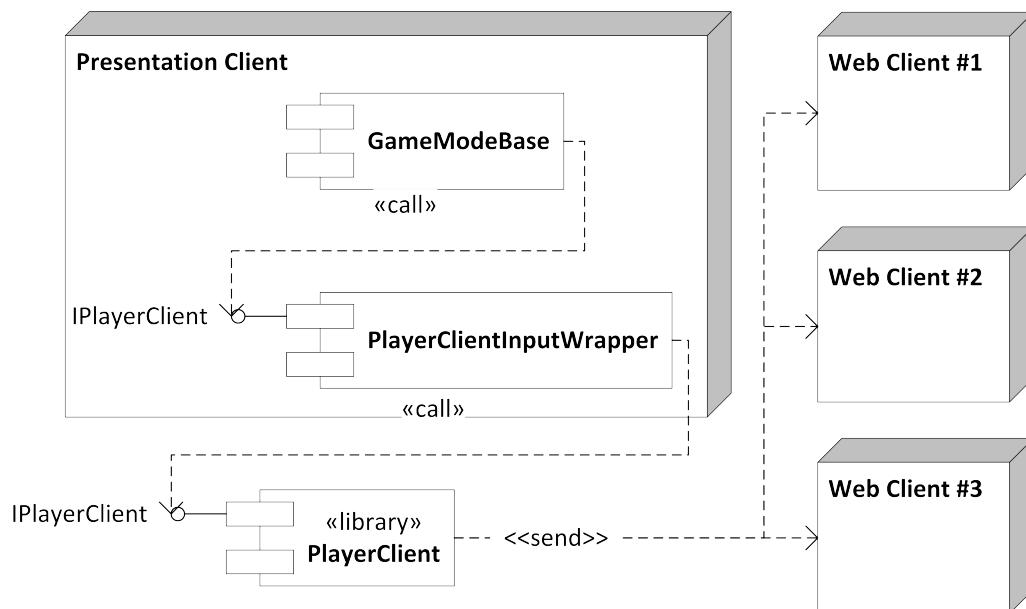 Presentation Client
GameModeBase
«call»
IPlayerClient
PlayerClientInputWrapper
«call»
IPlayerClient
«library»
PlayerClient
<<send>>
Web Client #1
Web Client #2
Web Client #3